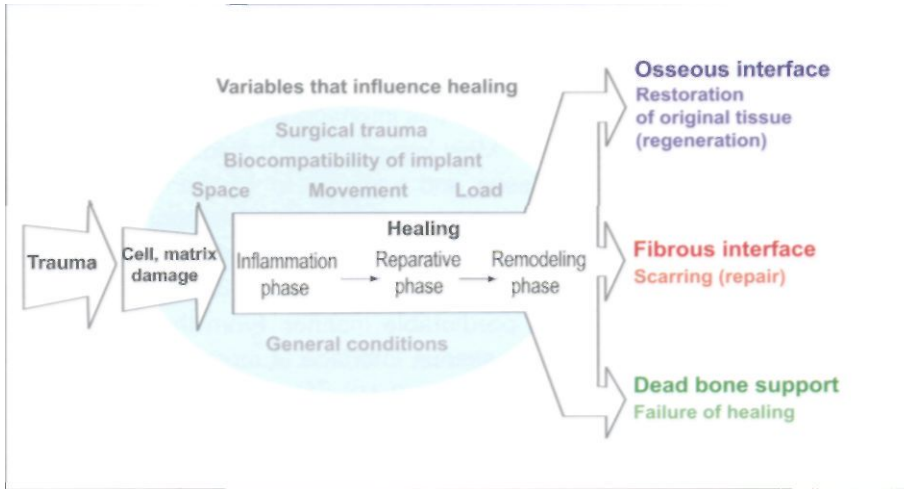 Variables that influence healing
Surgical trauma
Biocompatibility of implant
Space Movement Load
Trauma
Cell, matrix
damage
Healing
Inflammation
phase
Reparative
phase
Remodeling
phase
General conditions
Osseous interface
Restoration
of original tissue
(regeneration)
Fibrous interface
Scarring (repair)
Dead bone support
Failure of healing